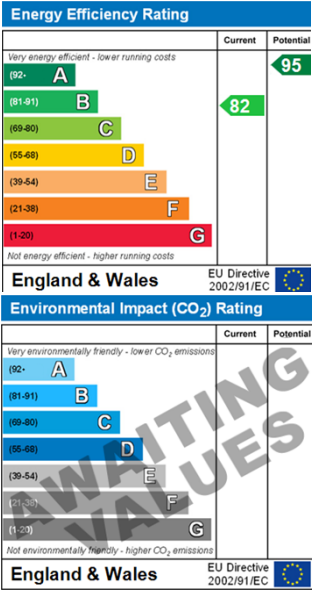 Energy Efficiency Rating
Current Potential
Very energy efficient - lower running costs
(92- A
(81-91) B
(69-80) C
(55-68) D
(39-54) E
(21-38) F
(1-20) G
82
95
Not energy efficient - higher running costs
England & Wales
EU Directive
2002/91/EC
Environmental Impact (CO₂) Rating
Current Potential
Very environmentally friendly - lower CO₂ emissions
(92- A
(81-91) B
(69-80) C
(55-68) D
(39-54) E
(21-38) F
(1-20) G
AWAITING
VALUES
Not environmentally friendly - higher CO₂ emissions
England & Wales
EU Directive
2002/91/EC